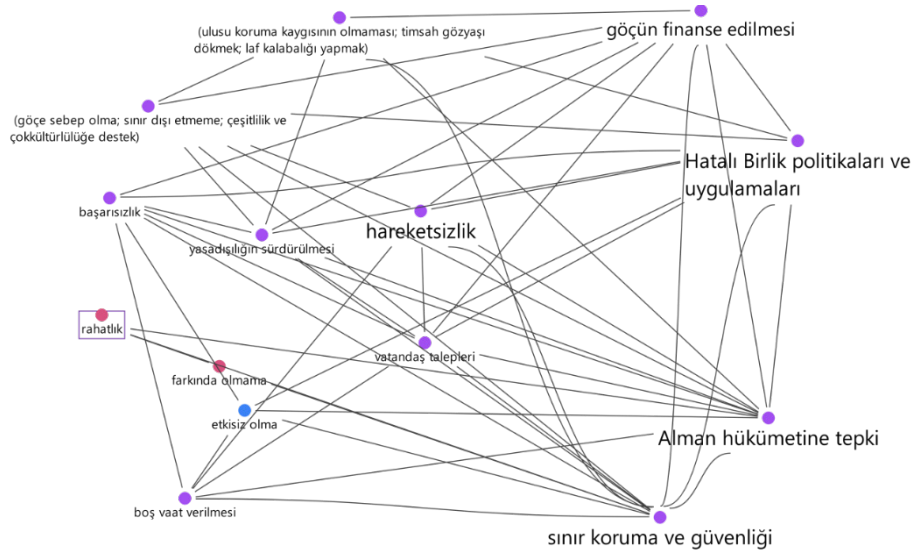 (ulusu koruma kaygısının olmaması; timsah gözyaşı
dökmek; laf kalabalığı yapmak)
göçün finanse edilmesi
(göçe sebep olma; sınır dışı etmeme; çeşitlilik ve
çokkültürlülüğe destek)
Hatalı Birlik politikaları ve
uygulamaları
başarısızlık
hareketsizlik
yasadışılığın sürdürülmesi
rahatlık
vatandaş talepleri
farkında olmama
etkisiz olma
Alman hükümetine tepki
boş vaat verilmesi
sınır koruma ve güvenliği